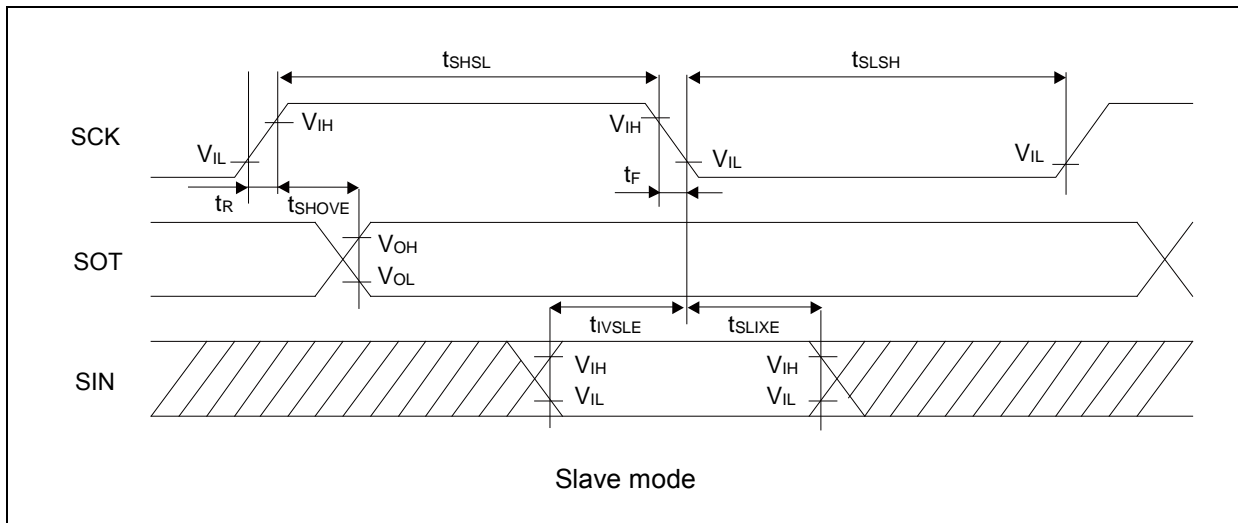 tSHSL
tSLSH
SCK
VIH
VIH
VIL
VIL
VIL
tR
tSHOVE
tF
SOT
VOH
VOL
tIVSLE
tSLIXE
SIN
VIH
VIH
VIL
VIL
Slave mode